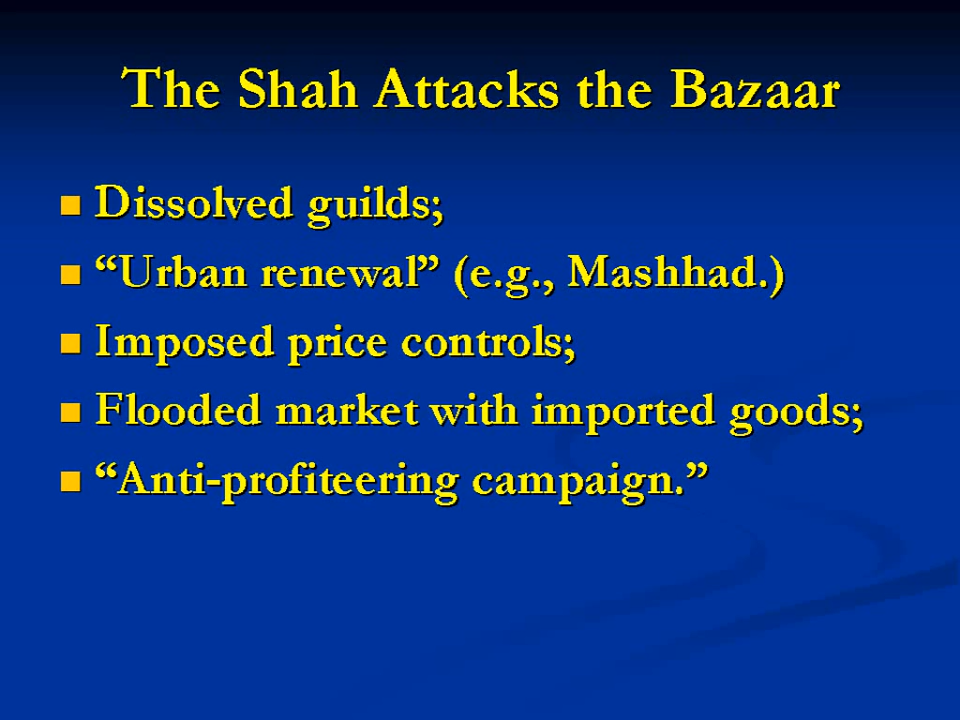 The Shah Attacks the Bazaar
Dissolved guilds;
“Urban renewal” (e.g., Mashhad.)
Imposed price controls;
Flooded market with imported goods;
“Anti-profiteering campaign.”